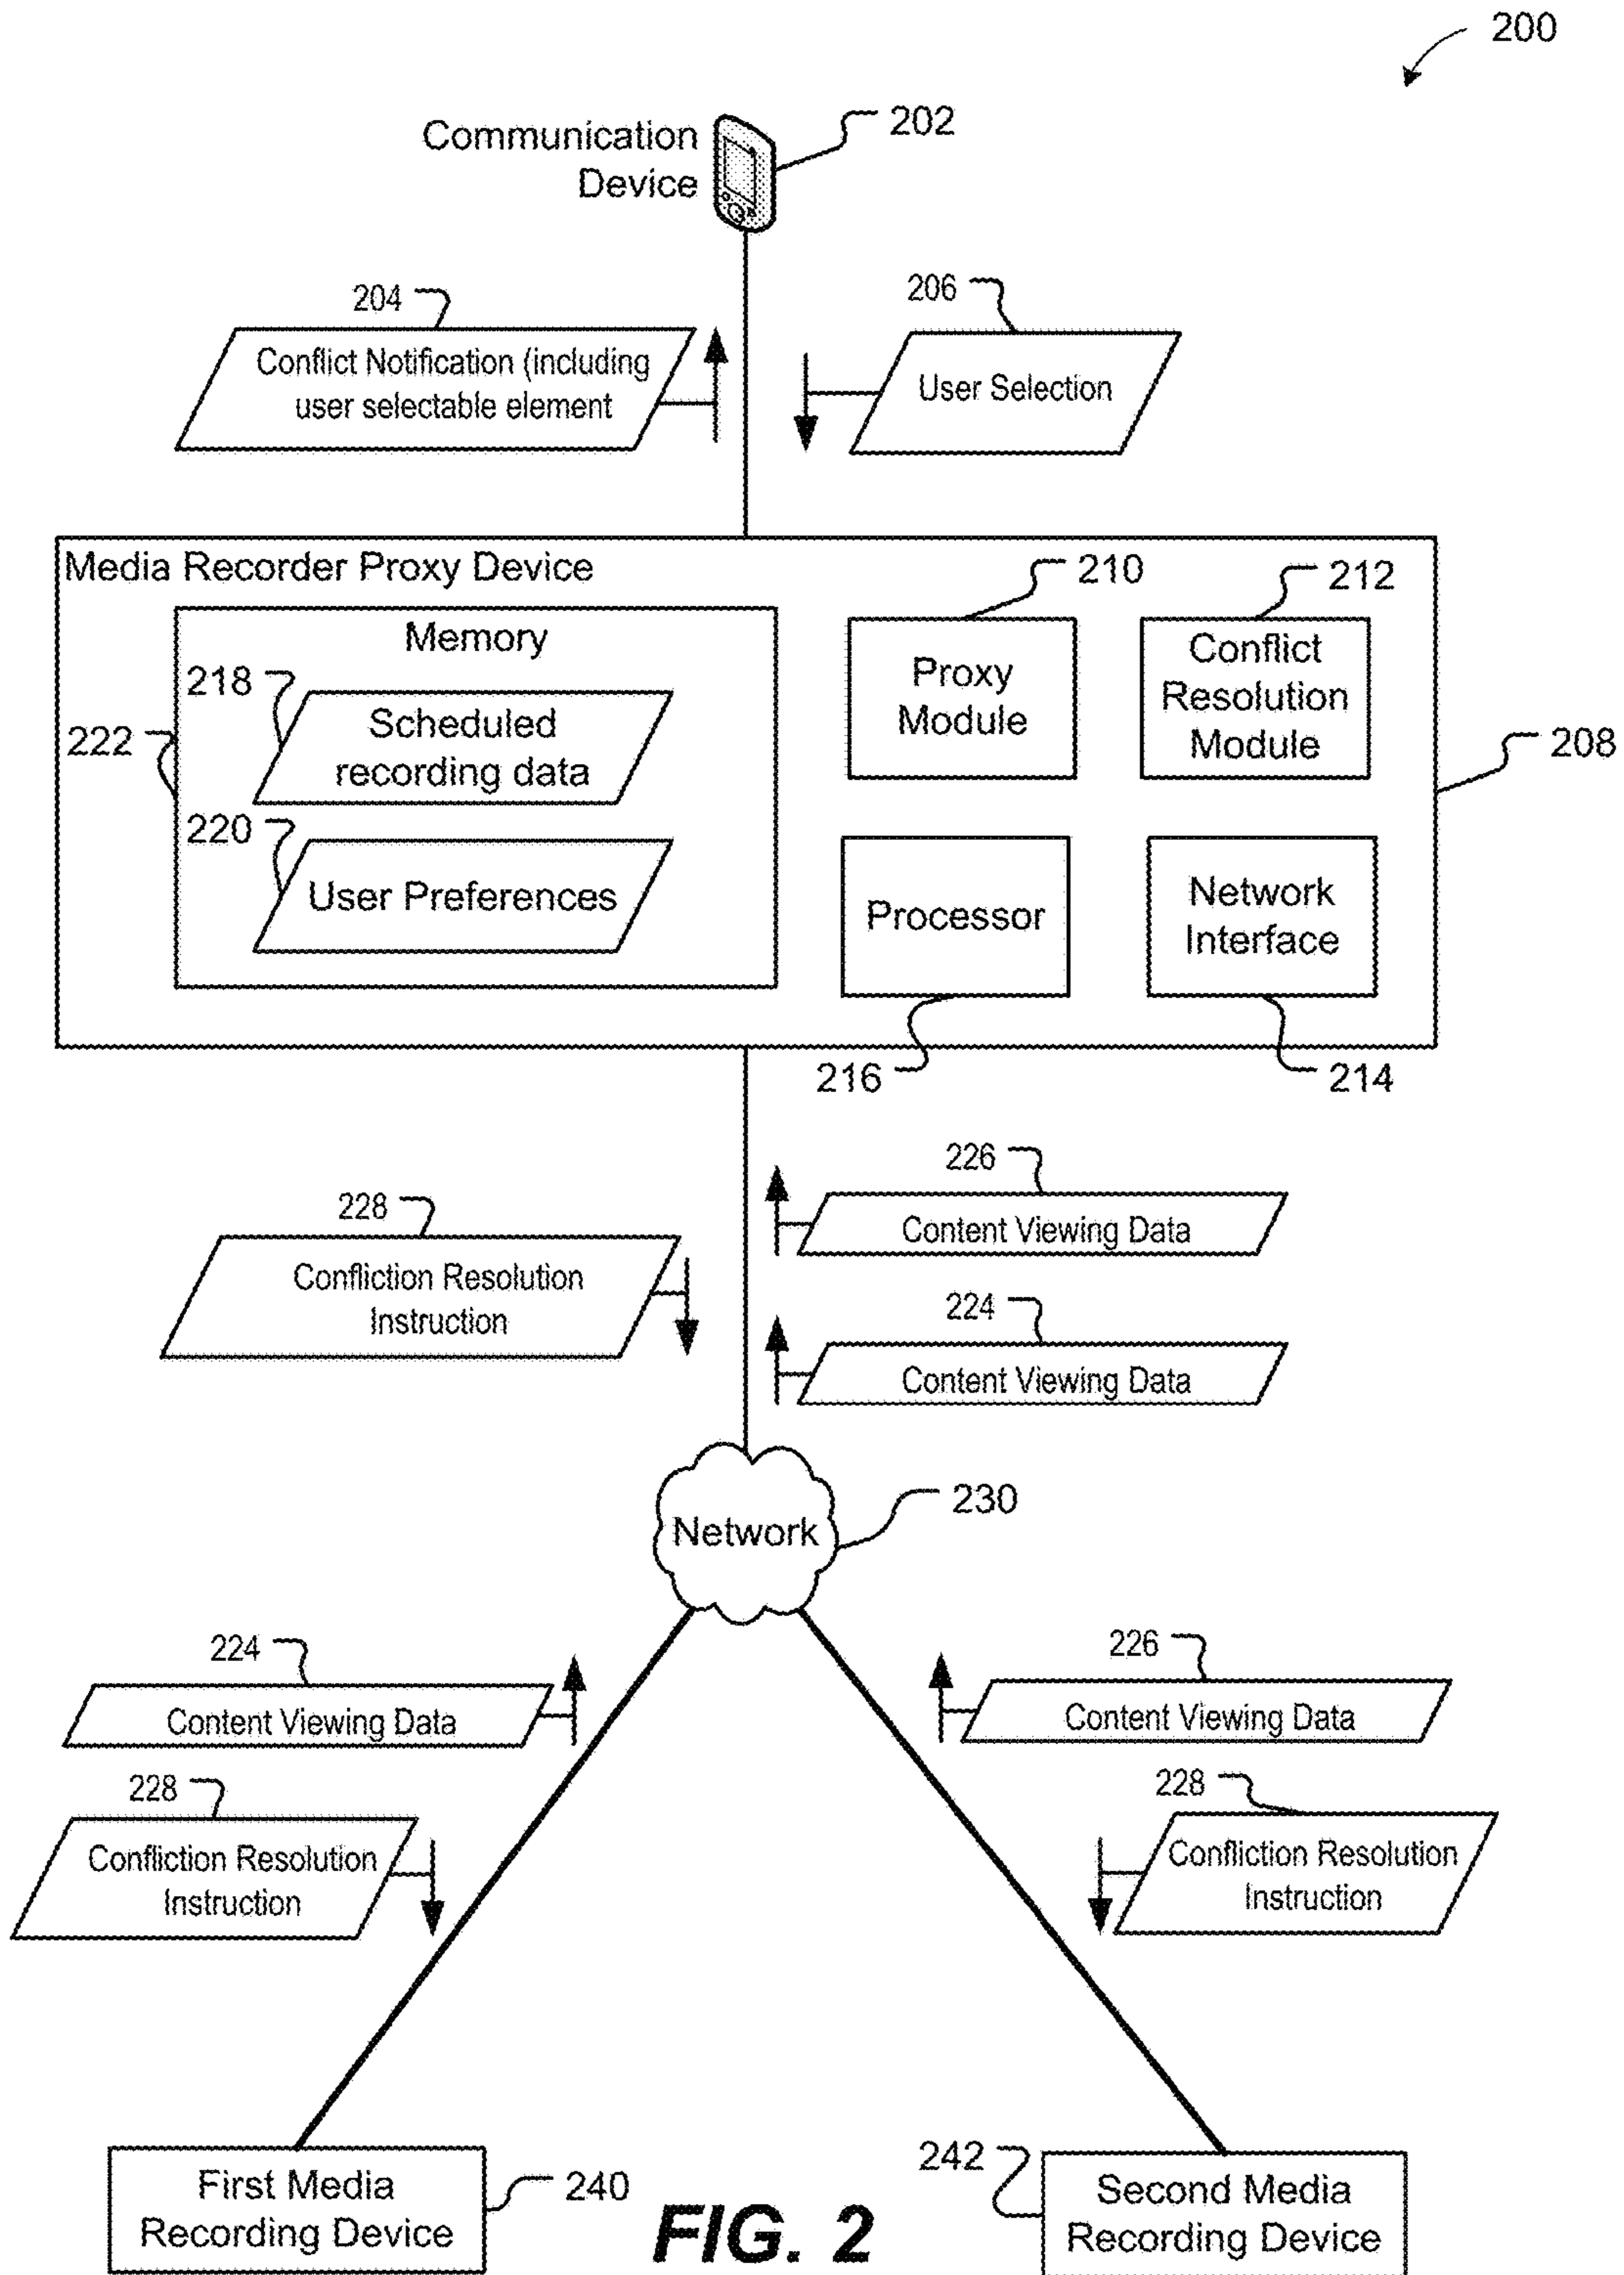 200
Communication
Device
202
204
Conflict Notification (including
user selectable element
206
User Selection
Media Recorder Proxy Device
208
Memory
222
218
Scheduled
recording data
220
User Preferences
210
Proxy
Module
212
Conflict
Resolution
Module
Processor
216
Network
Interface
214
228
Confliction Resolution
Instruction
226
Content Viewing Data
224
Content Viewing Data
Network
230
224
Content Viewing Data
228
Confliction Resolution
Instruction
226
Content Viewing Data
228
Confliction Resolution
Instruction
First Media
Recording Device
240
FIG. 2
242
Second Media
Recording Device